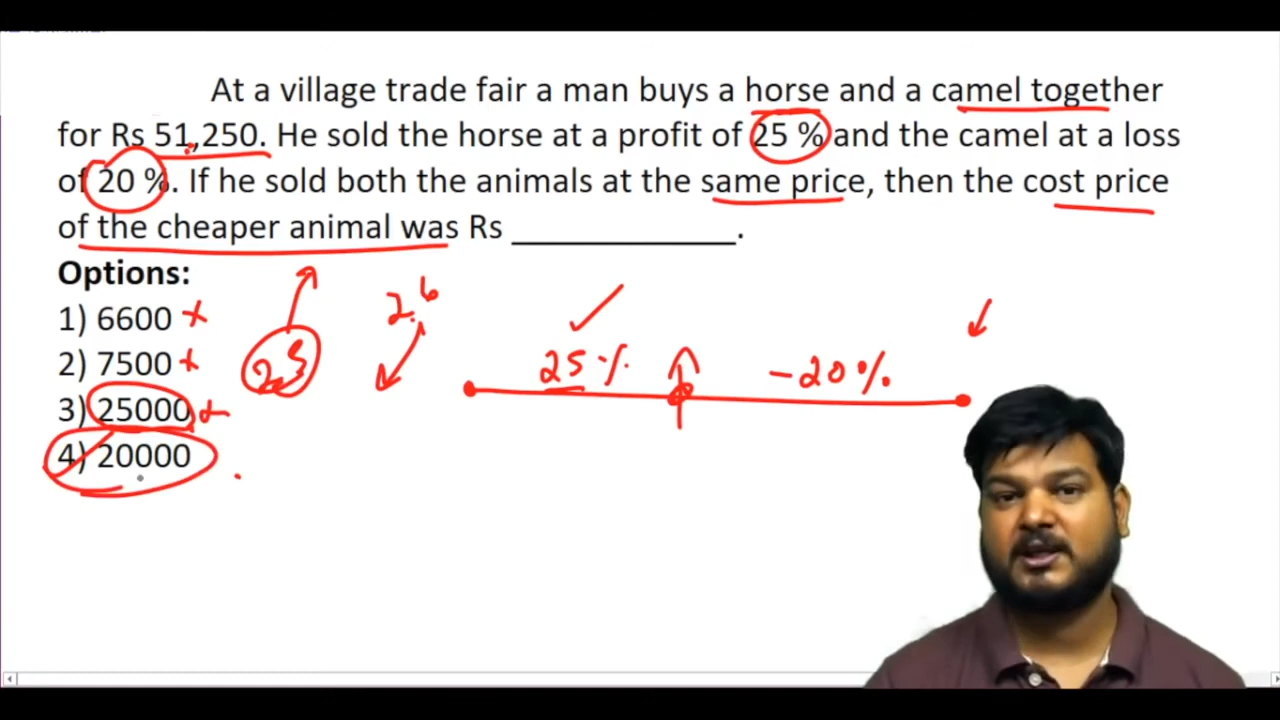 At a village trade fair a man buys a horse and a camel together
for Rs 51,250. He sold the horse at a profit of 25 % and the camel at a loss
of 20 %. If he sold both the animals at the same price, then the cost price
of the cheaper animal was Rs _____________.
Options:
1) 6600
2) 7500
3) 25000
4) 20000
25
25 %
-20%